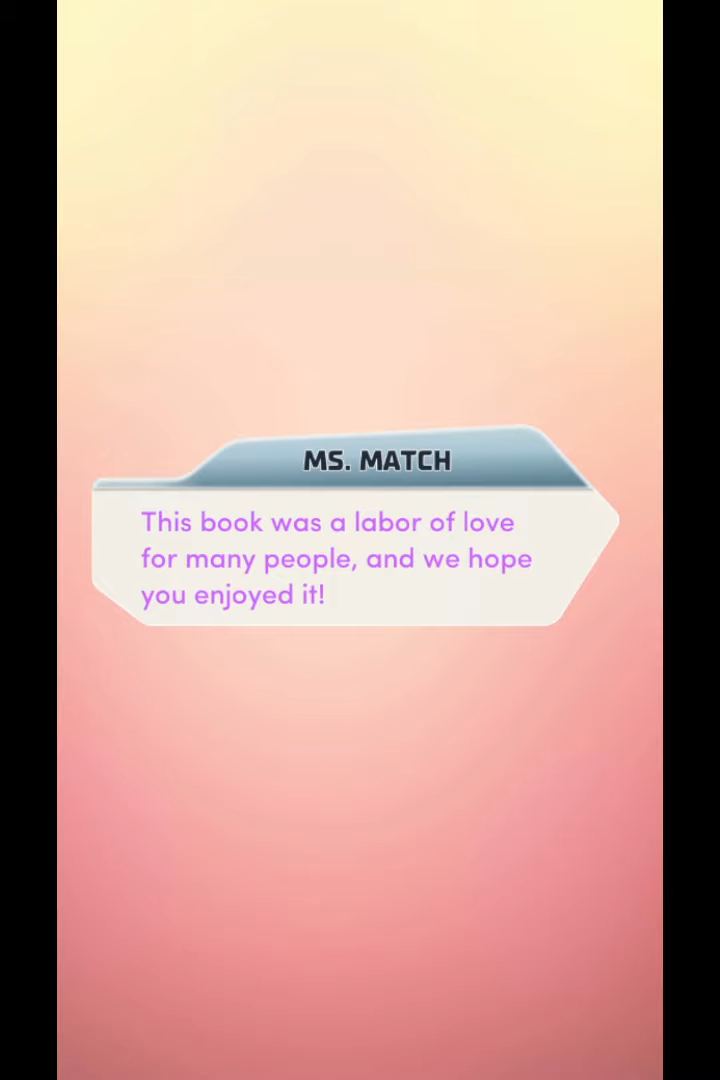 MS. MATCH
This book was a labor of love
for many people, and we hope
you enjoyed it!